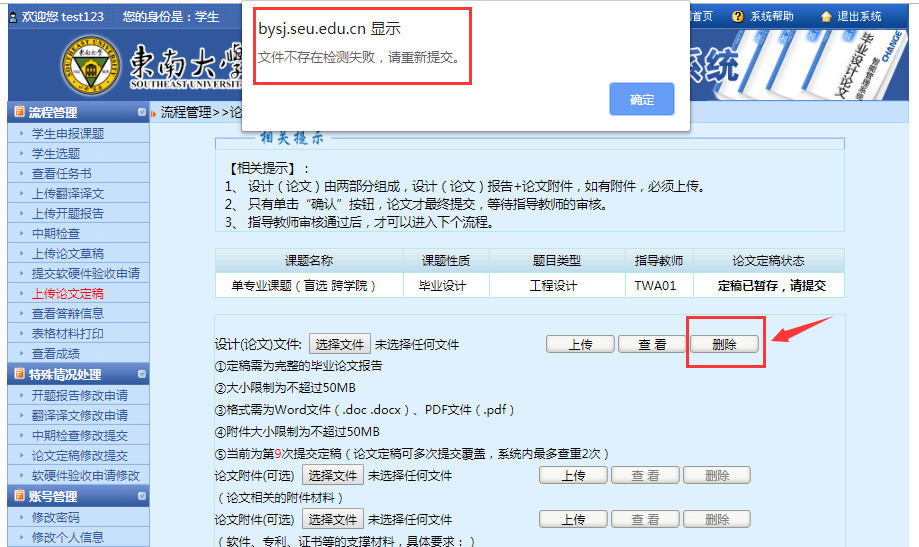 欢迎您 test123 您的身份是：学生
首页 系统帮助 退出系统
bysj.seu.edu.cn 显示
文件不存在检测失败，请重新提交。
确定
东南大学
SOUTHEAST UNIVERSIT
系统
毕业设计论文
CHANGE
流程管理
学生申报课题
学生选题
查看任务书
上传翻译译文
上传开题报告
中期检查
上传论文草稿
提交软硬件验收申请
上传论文定稿
查看答辩信息
表格材料打印
查看成绩
特殊情况处理
开题报告修改申请
翻译译文修改申请
中期检查修改提交
论文定稿修改提交
软硬件验收申请修改
账号管理
修改密码
修改个人信息
流程管理>>论
相关提示
【相关提示】：
1、 设计（论文）由两部分组成，设计（论文）报告+论文附件，如有附件，必须上传。
2、 只有单击“确认”按钮，论文才最终提交，等待指导教师的审核。
3、 指导教师审核通过后，才可以进入下个流程。
课题名称 课题性质 题目类型 指导教师 论文定稿状态
单专业课题（盲选 跨学院） 毕业设计 工程设计 TWA01 定稿已暂存，请提交
设计(论文)文件: 选择文件 未选择任何文件 上传 查 看 删除
①定稿需为完整的毕业论文报告
②大小限制为不超过50MB
③格式需为Word文件（.doc .docx）、PDF文件（.pdf）
④附件大小限制为不超过50MB
⑤当前为第9次提交定稿（论文定稿可多次提交覆盖，系统内最多查重2次）
论文附件(可选) 选择文件 未选择任何文件 上传 查 看 删除
（论文相关的附件材料）
论文附件(可选) 选择文件 未选择任何文件 上传 查 看 删除
（软件、专利、证书等的支撑材料，具体要求：）